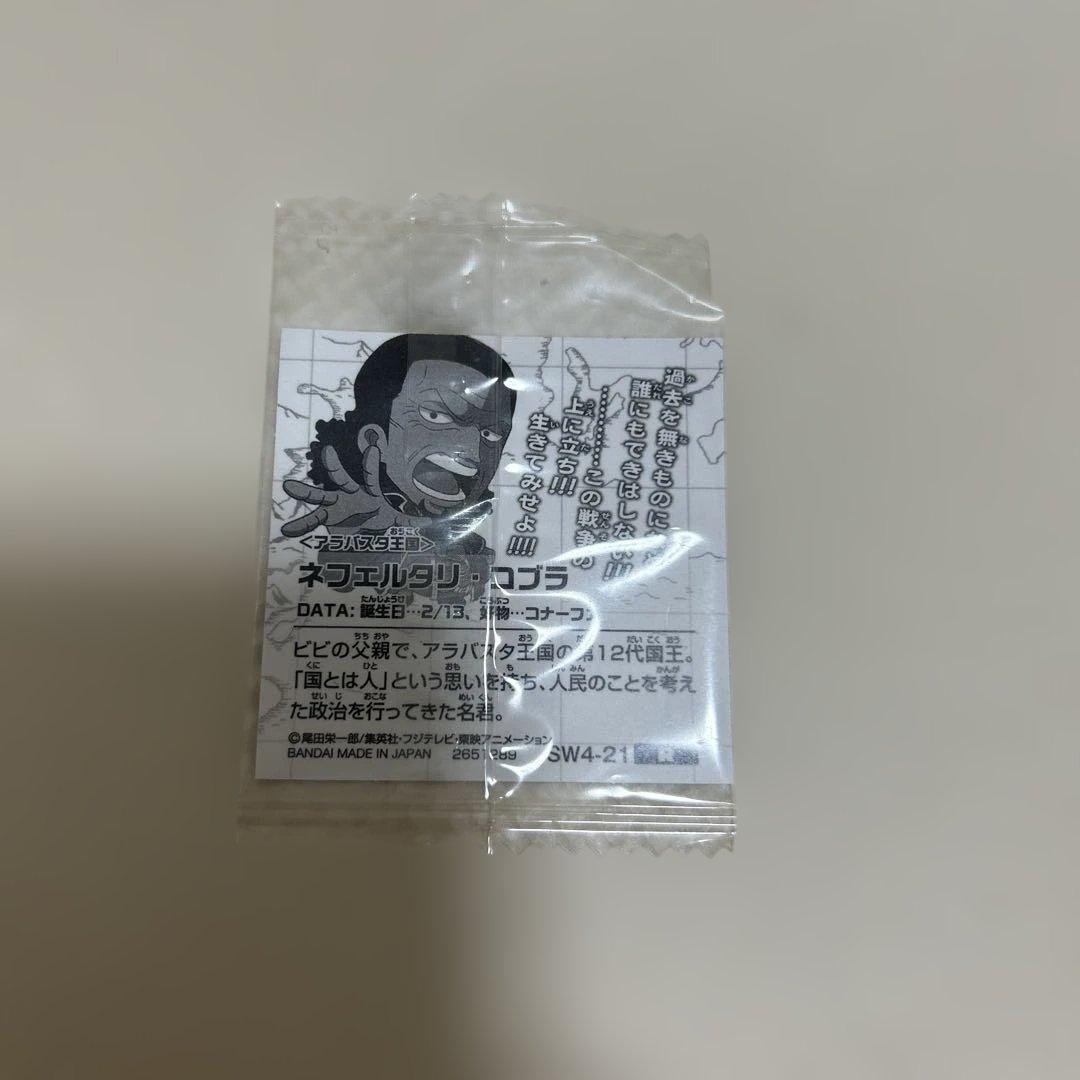 過去を無きものになど
誰にもできはしない!!!
…………この戦争の
上に立ち!!!
生きてみせよ!!!!
<アラバスタ王国>
ネフェルタリ・コブラ
DATA: 誕生日…2/13、好物…コナーファ
ビビの父親で、アラバスタ王国の第12代国王。
「国とは人」という思いを持ち、人民のことを考え
た政治を行ってきた名君。
©尾田栄一郎/集英社・フジテレビ・東映アニメーション
BANDAI MADE IN JAPAN 2651289 SW4-21